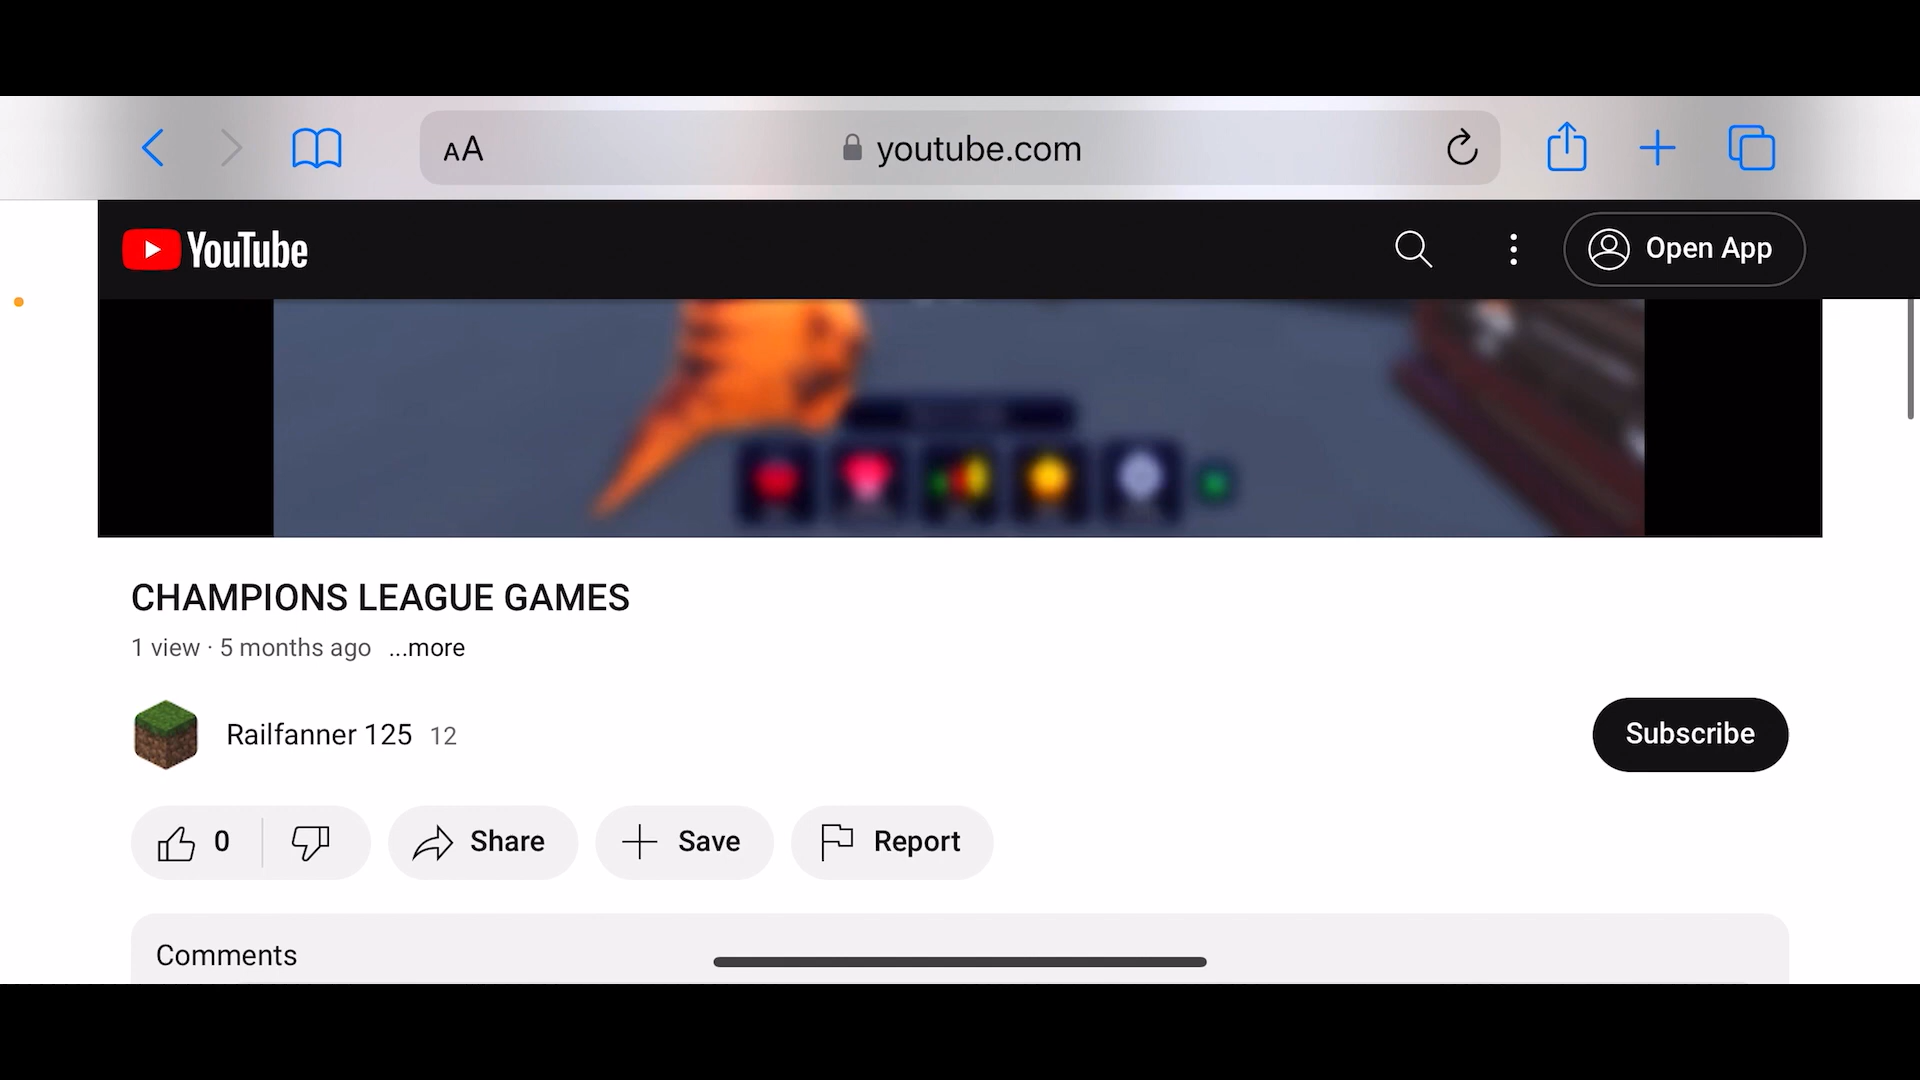 AA
youtube.com
YouTube
Open App
CHAMPIONS LEAGUE GAMES
1 view · 5 months ago ...more
Railfanner 125 12
Subscribe
0
Share
Save
Report
Comments